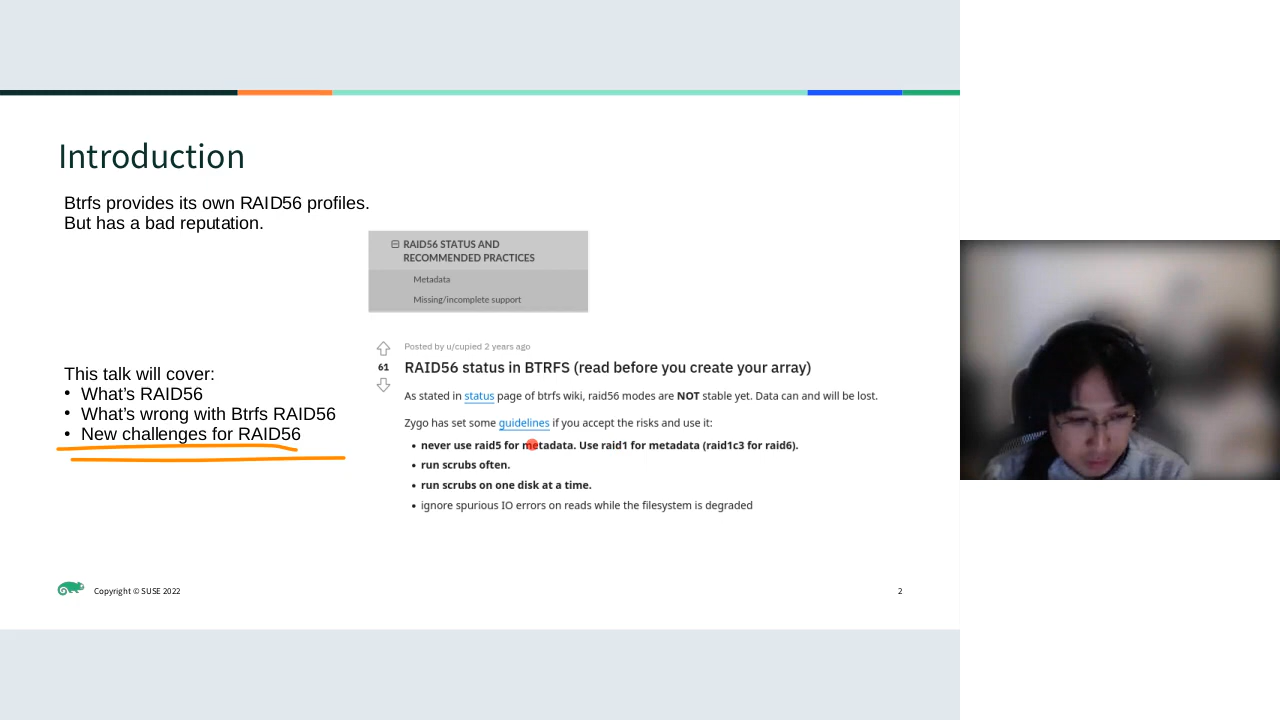 Introduction
Btrfs provides its own RAID56 profiles.
But has a bad reputation.
RAID56 STATUS AND
RECOMMENDED PRACTICES
Metadata
Missing/incomplete support
Posted by u/cupied 2 years ago
61
RAID56 status in BTRFS (read before you create your array)
As stated in status page of btrfs wiki, raid56 modes are NOT stable yet. Data can and will be lost.
Zygo has set some guidelines if you accept the risks and use it:
• never use raid5 for metadata. Use raid1 for metadata (raid1c3 for raid6).
• run scrubs often.
• run scrubs on one disk at a time.
• ignore spurious IO errors on reads while the filesystem is degraded
This talk will cover:
• What’s RAID56
• What’s wrong with Btrfs RAID56
• New challenges for RAID56
Copyright © SUSE 2022
2